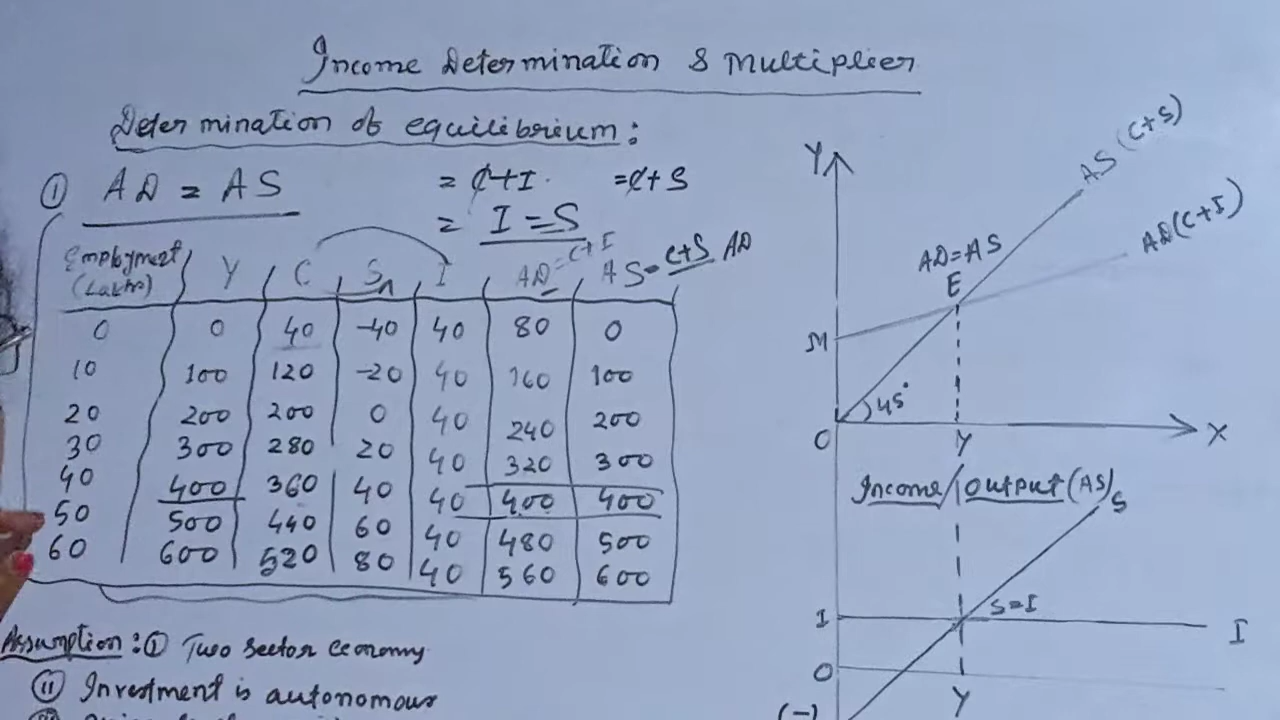 Income Determination & Multiplier
Determination of equilibrium:
① AD = AS = C+I. = C+S
= I = S
Employment (Lakhs) Y C S I AD = C+I AS = C+S AD
0 0 40 -40 40 80 0
10 100 120 -20 40 160 100
20 200 200 0 40 240 200
30 300 280 20 40 320 300
40 400 360 40 40 400 400
50 500 440 60 40 480 500
60 600 520 80 40 560 600
Assumption: ① Two sector economy
(ii) Investment is autonomous
Y
AS (C+S)
AD (C+I)
AD = AS
E
M
45°
O Y X
Income/output (AS)
S
I S=I I
O
(-) Y